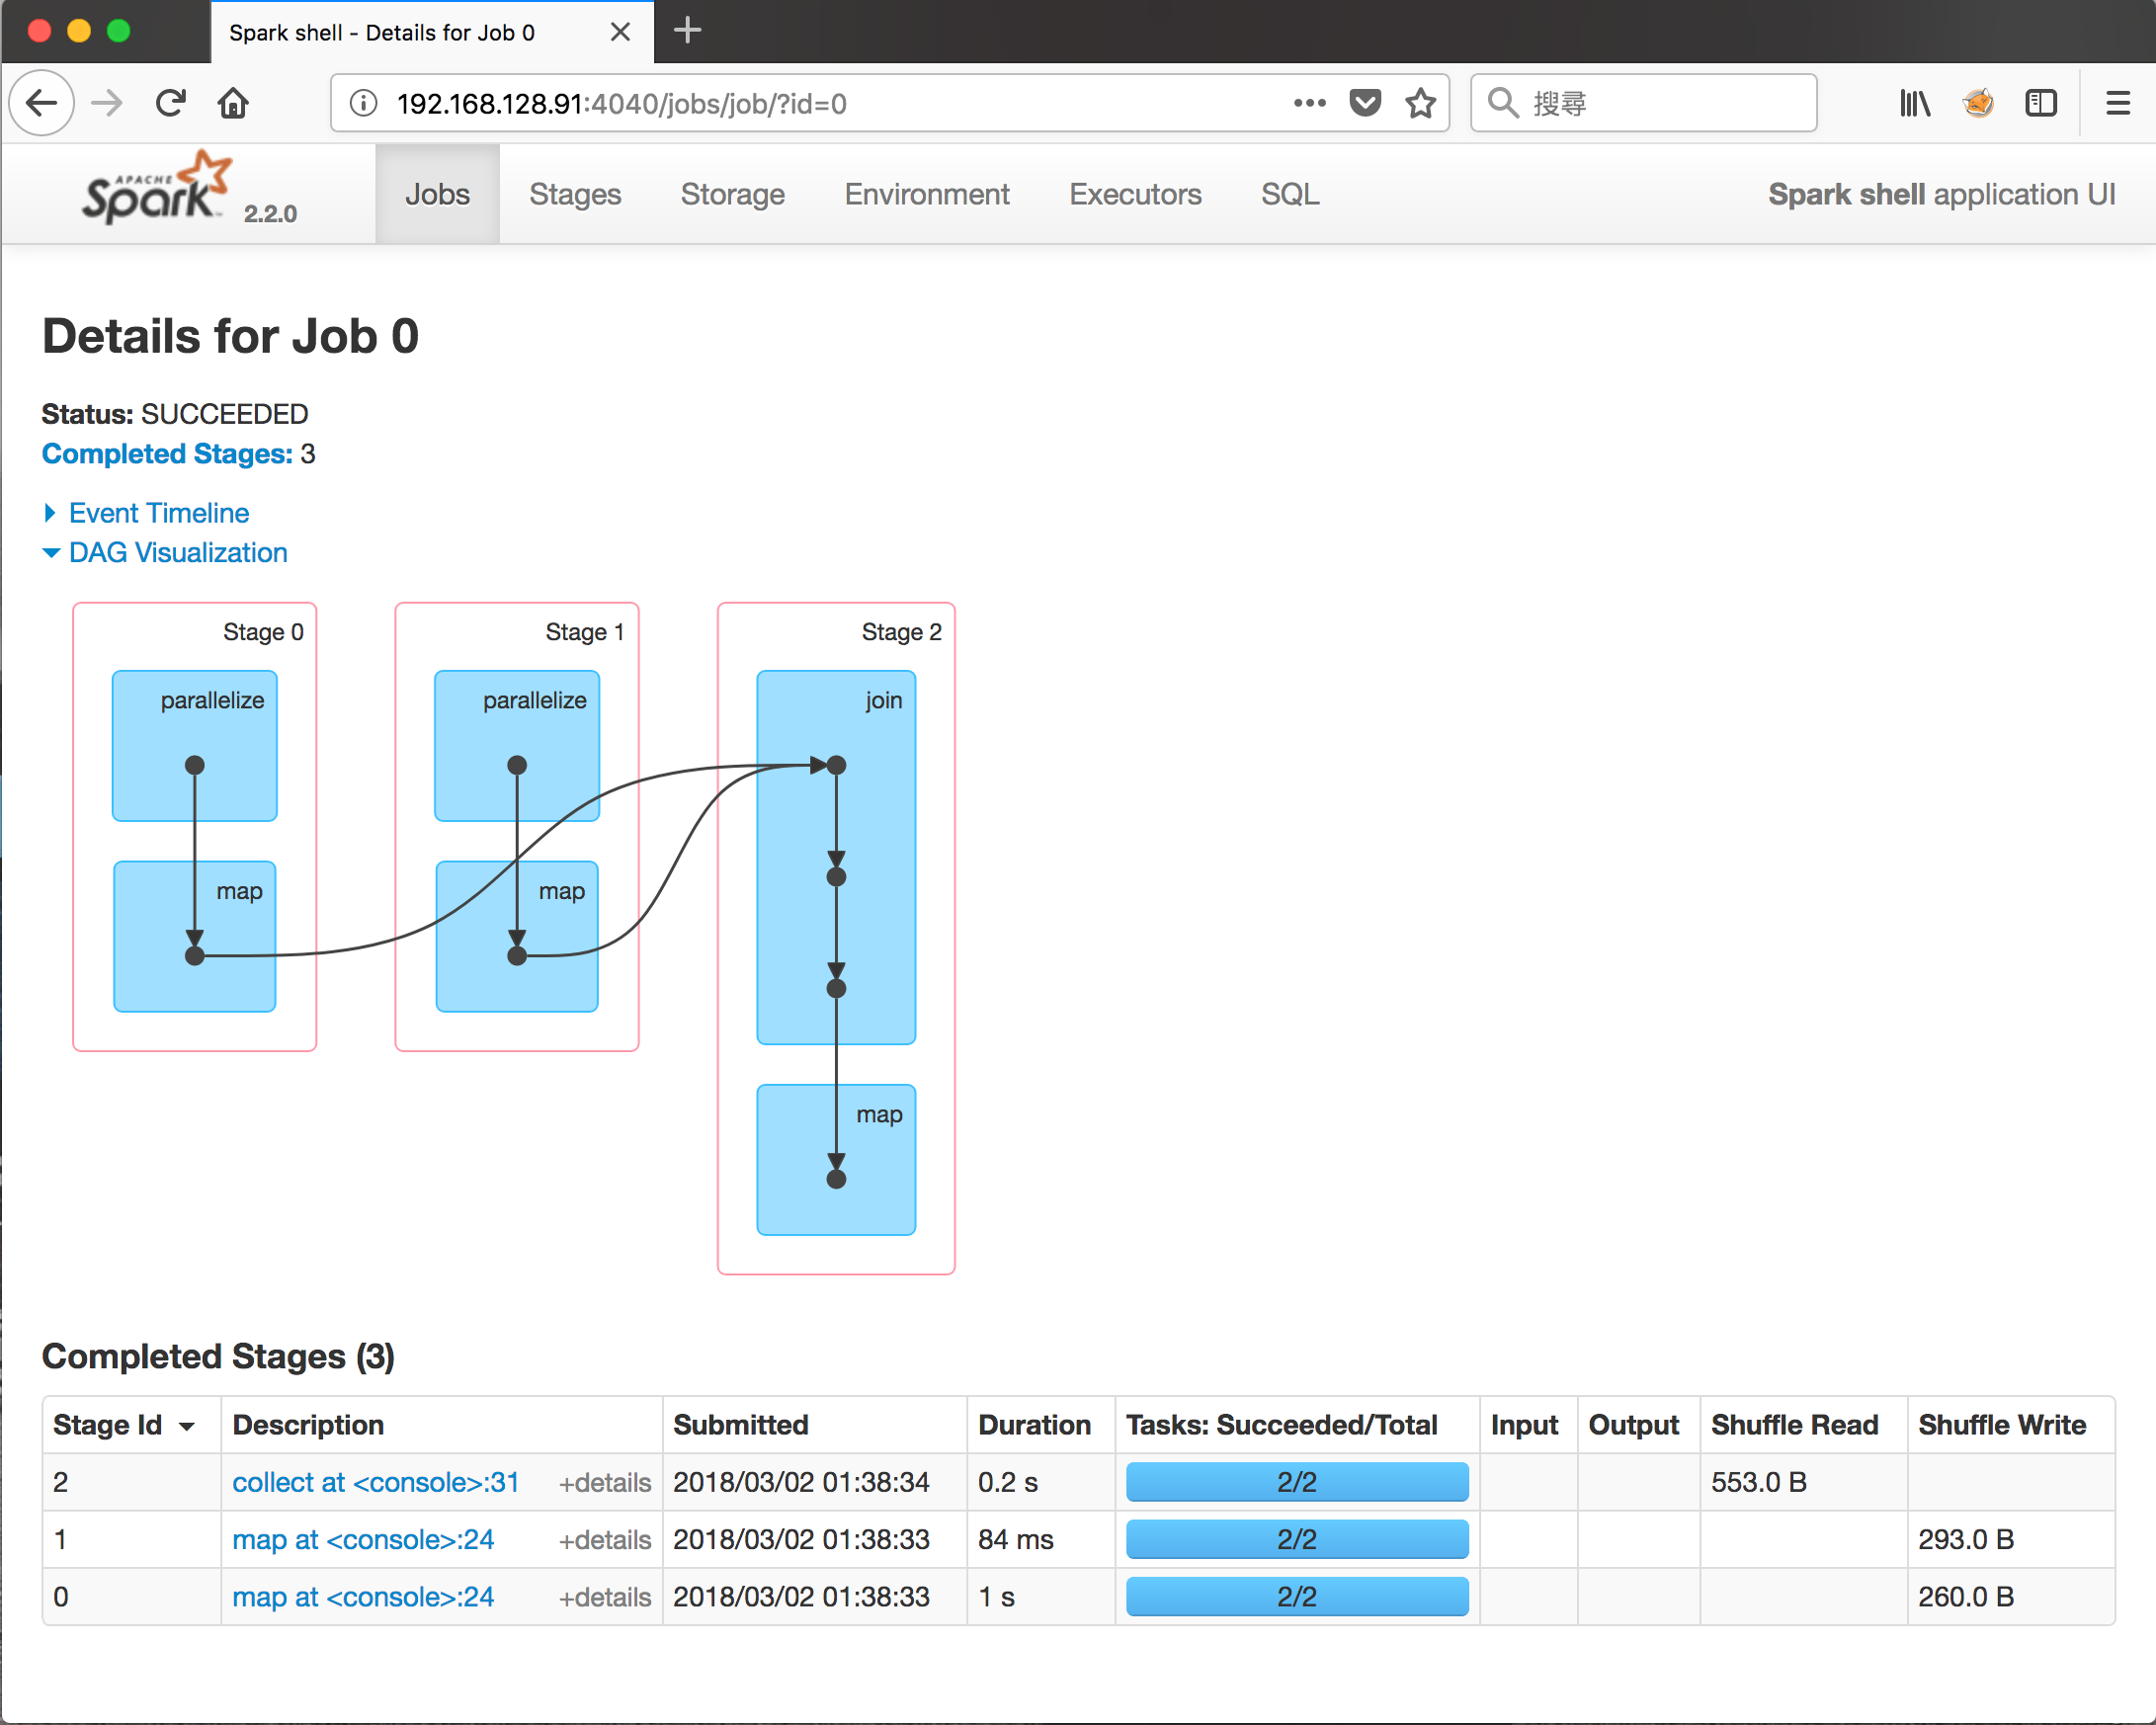 Spark shell - Details for Job 0
192.168.128.91:4040/jobs/job/?id=0
搜尋
APACHE
Spark 2.2.0
Jobs Stages Storage Environment Executors SQL Spark shell application UI
Details for Job 0
Status: SUCCEEDED
Completed Stages: 3
Event Timeline
DAG Visualization
Stage 0 Stage 1 Stage 2
parallelize parallelize join
map map
map
Completed Stages (3)
Stage Id Description Submitted Duration Tasks: Succeeded/Total Input Output Shuffle Read Shuffle Write
2 collect at <console>:31 +details 2018/03/02 01:38:34 0.2 s 2/2 553.0 B
1 map at <console>:24 +details 2018/03/02 01:38:33 84 ms 2/2 293.0 B
0 map at <console>:24 +details 2018/03/02 01:38:33 1 s 2/2 260.0 B